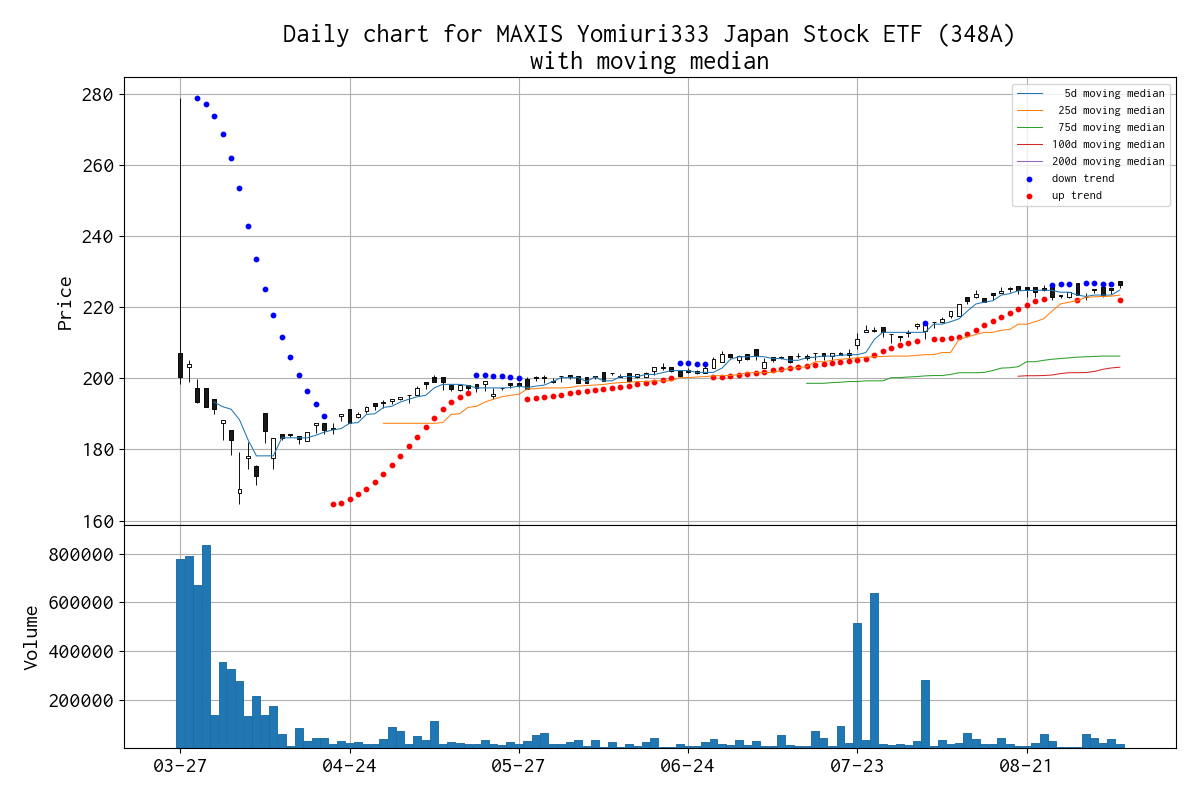 Daily chart for MAXIS Yomiuri333 Japan Stock ETF (348A)
with moving median
5d moving median
25d moving median
75d moving median
100d moving median
200d moving median
down trend
up trend
Price
280
260
240
220
200
180
160
Volume
800000
600000
400000
200000
03-27
04-24
05-27
06-24
07-23
08-21